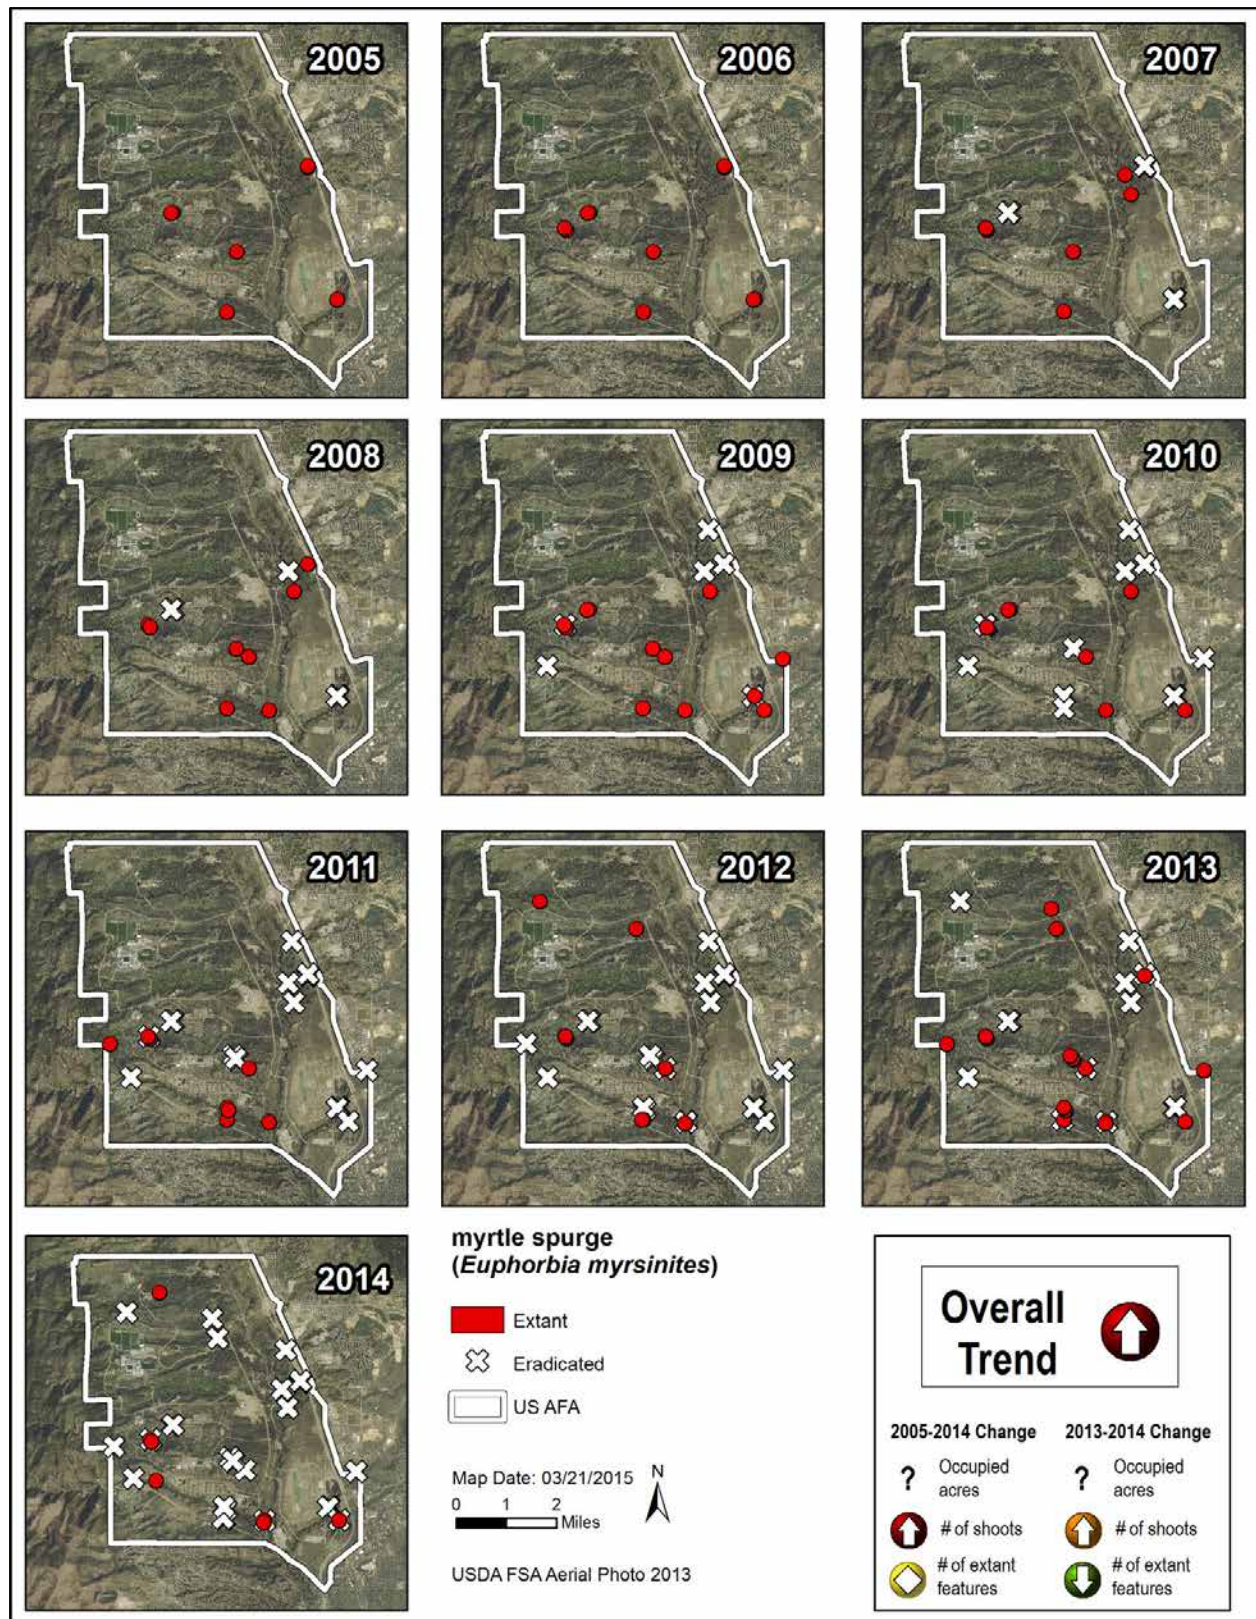 2005
2006
2007
2008
2009
2010
2011
2012
2013
2014
myrtle spurge
(Euphorbia myrsinites)
Extant
Eradicated
US AFA
Map Date: 03/21/2015
N
0 1 2
Miles
USDA FSA Aerial Photo 2013
Overall
Trend
2005-2014 Change
? Occupied
acres
# of shoots
# of extant
features
2013-2014 Change
? Occupied
acres
# of shoots
# of extant
features